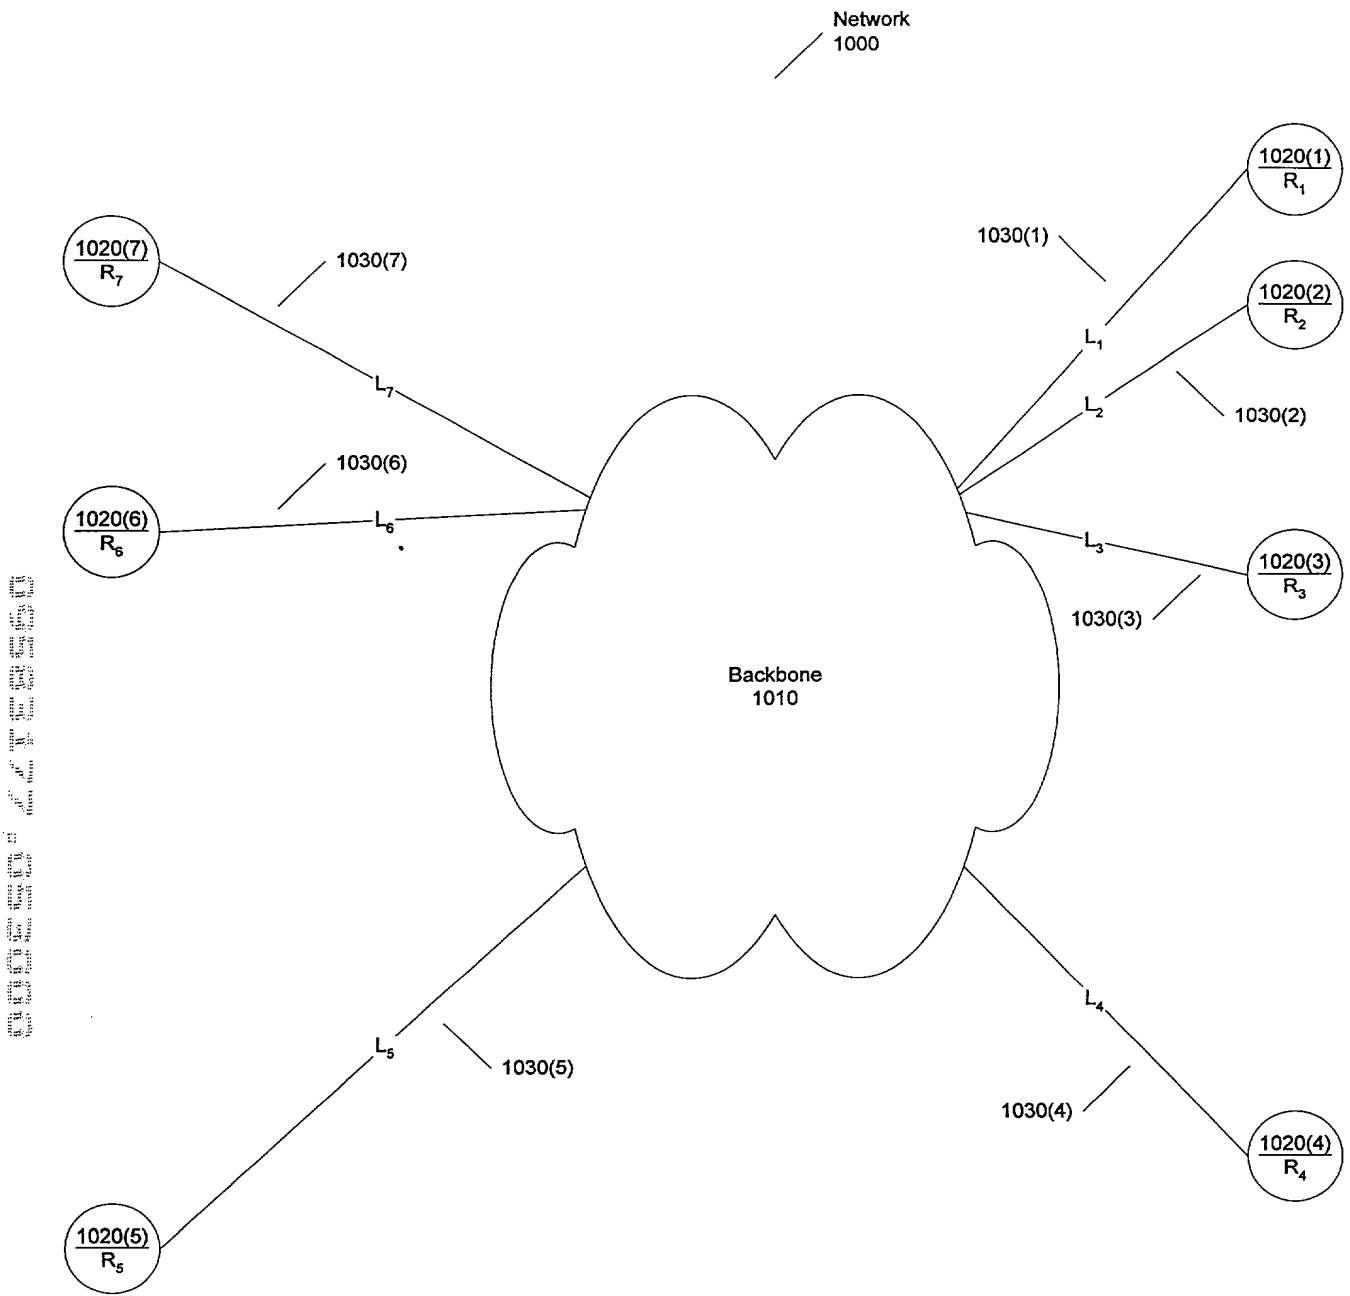 Network
1000
1020(1)
R₁
1030(1)
1020(7)
R₇
1030(7)
1020(2)
R₂
L₁
L₇
L₂
1030(2)
1030(6)
1020(6)
R₆
L₆
L₃
1020(3)
R₃
1030(3)
Backbone
1010
L₄
L₅
1030(5)
1030(4)
1020(4)
R₄
1020(5)
R₅